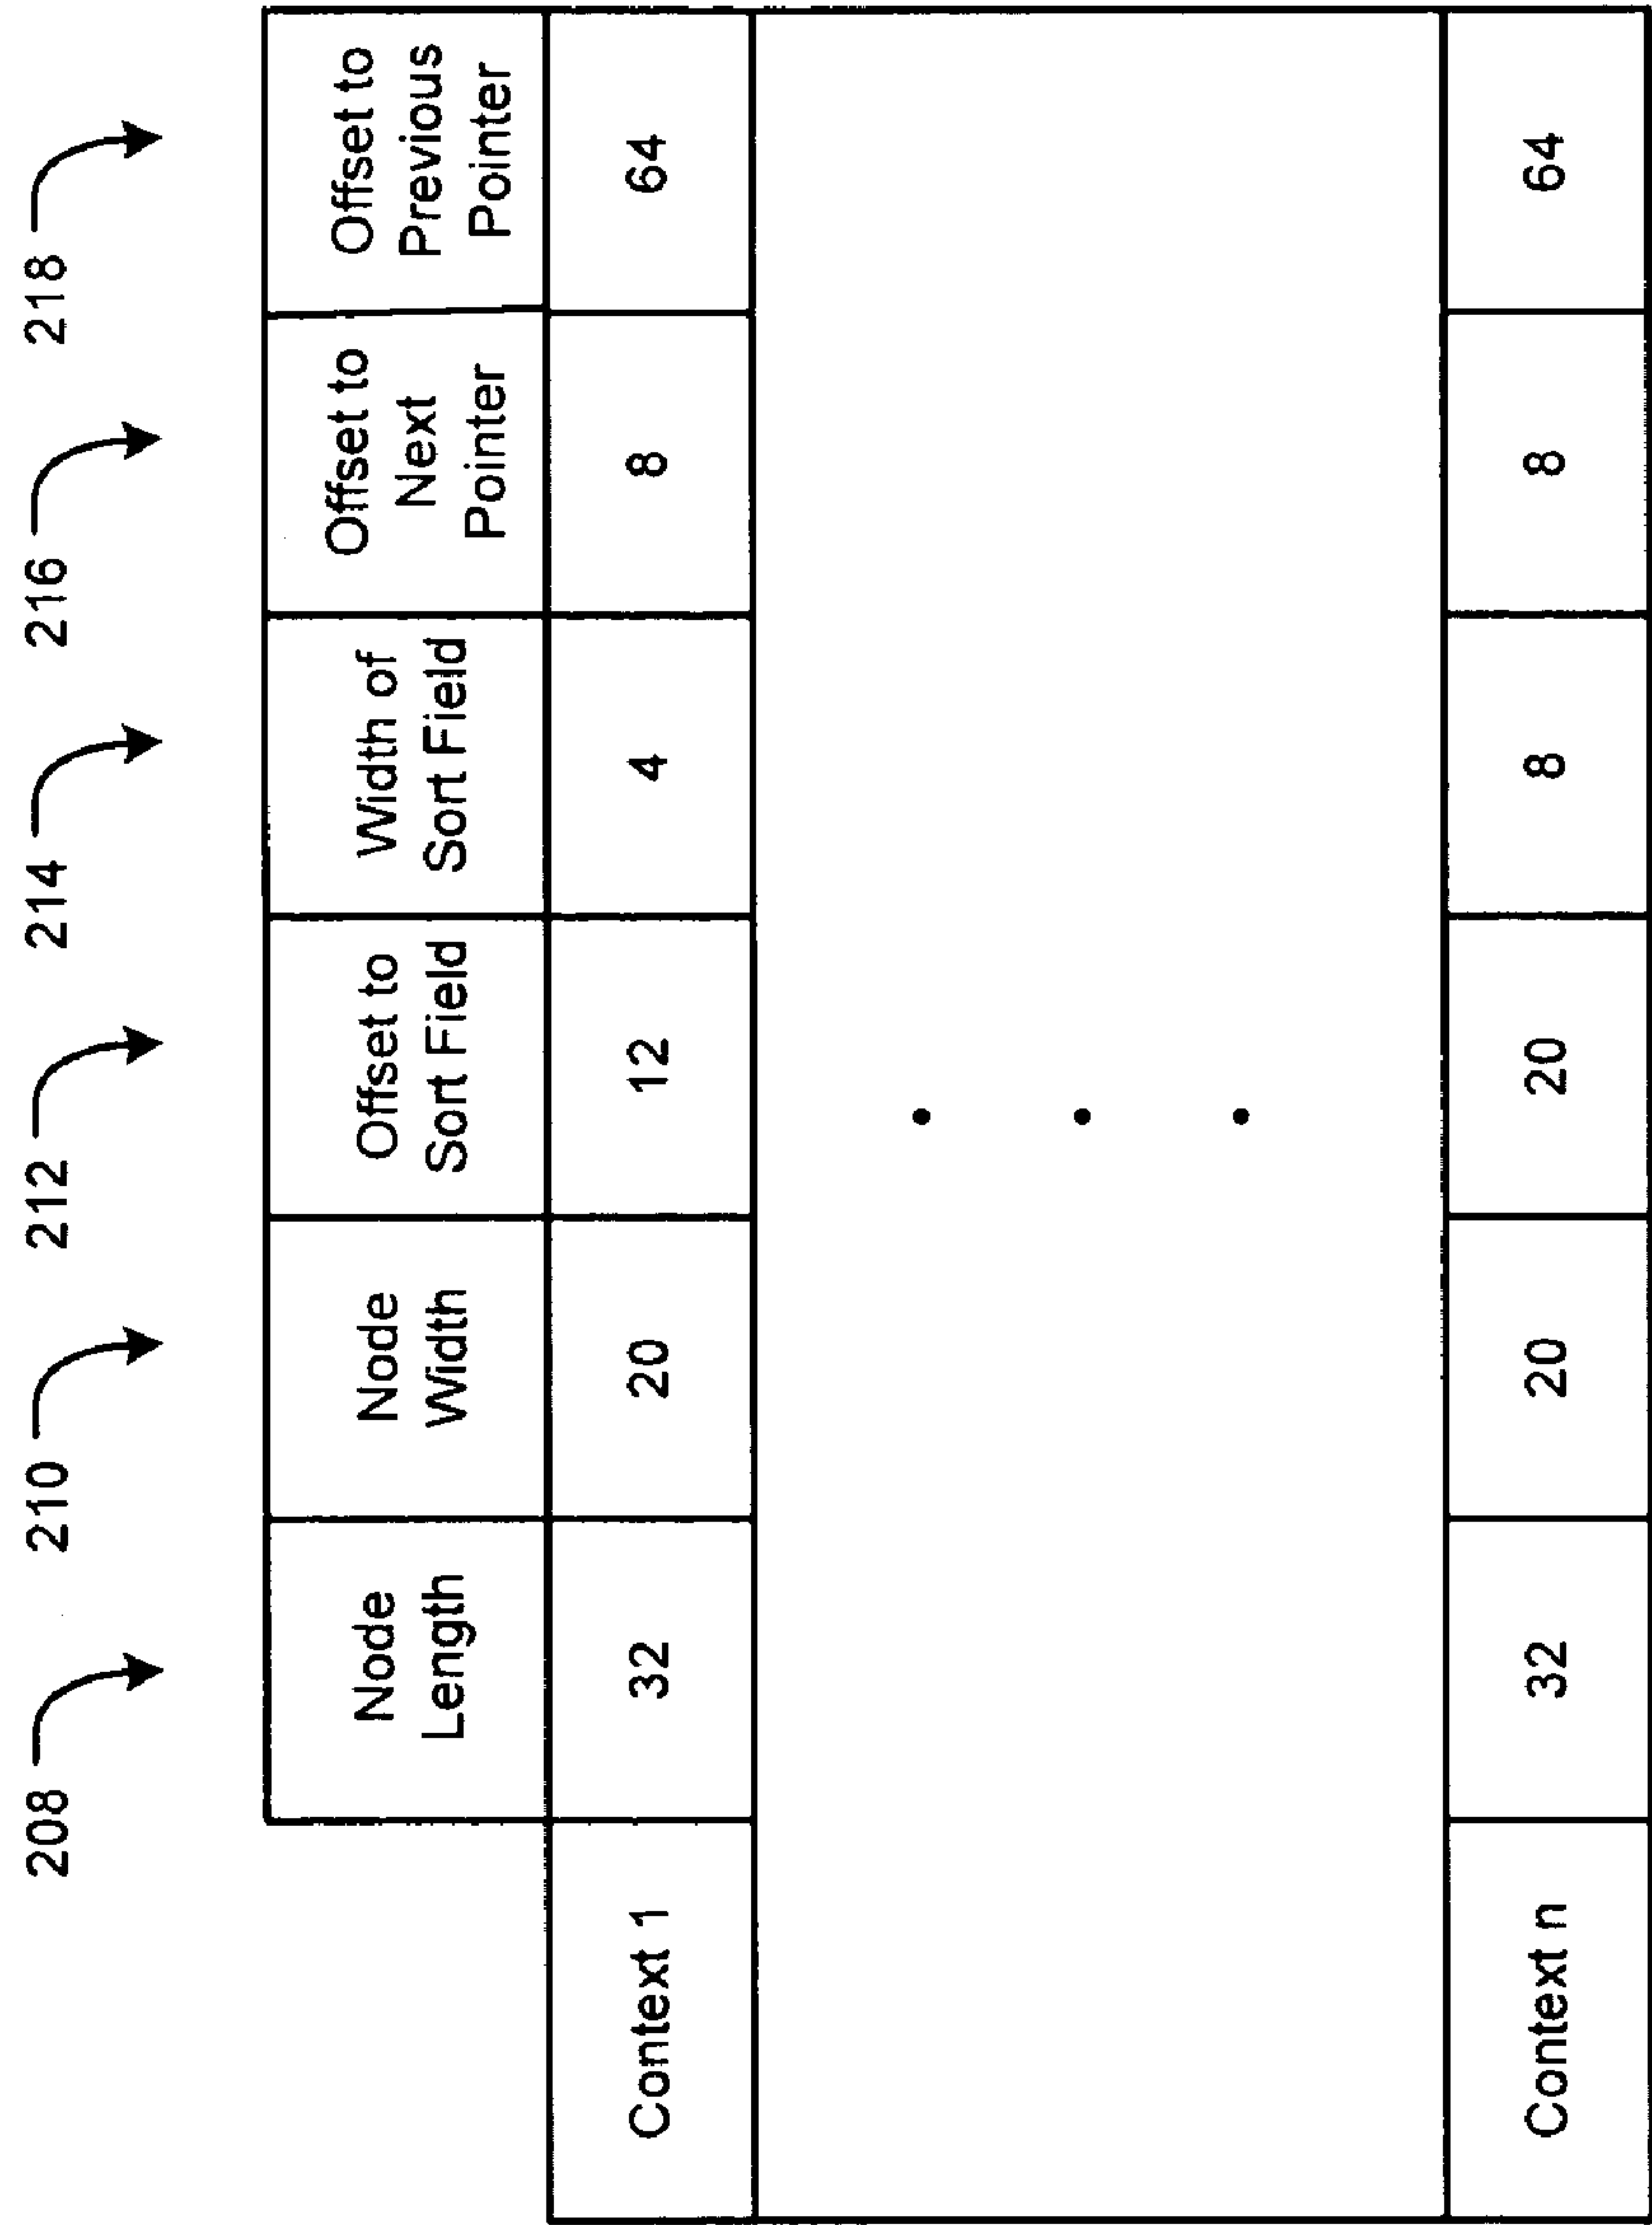 208 210 212 214 216 218
Node Node Offset to Width of Offset to Offset to
Length Width Sort Field Sort Field Next Previous
Pointer Pointer
Context 1 32 20 12 4 8 64
Context n 32 20 20 8 8 64